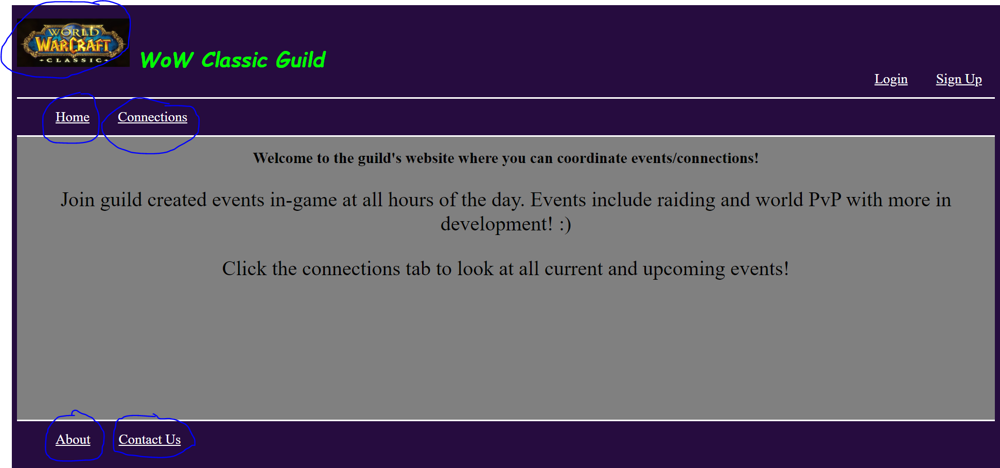 WORLD
WARCRAFT
CLASSIC
WoW Classic Guild
Login Sign Up
Home Connections
Welcome to the guild's website where you can coordinate events/connections!
Join guild created events in-game at all hours of the day. Events include raiding and world PvP with more in
development! :)
Click the connections tab to look at all current and upcoming events!
About Contact Us